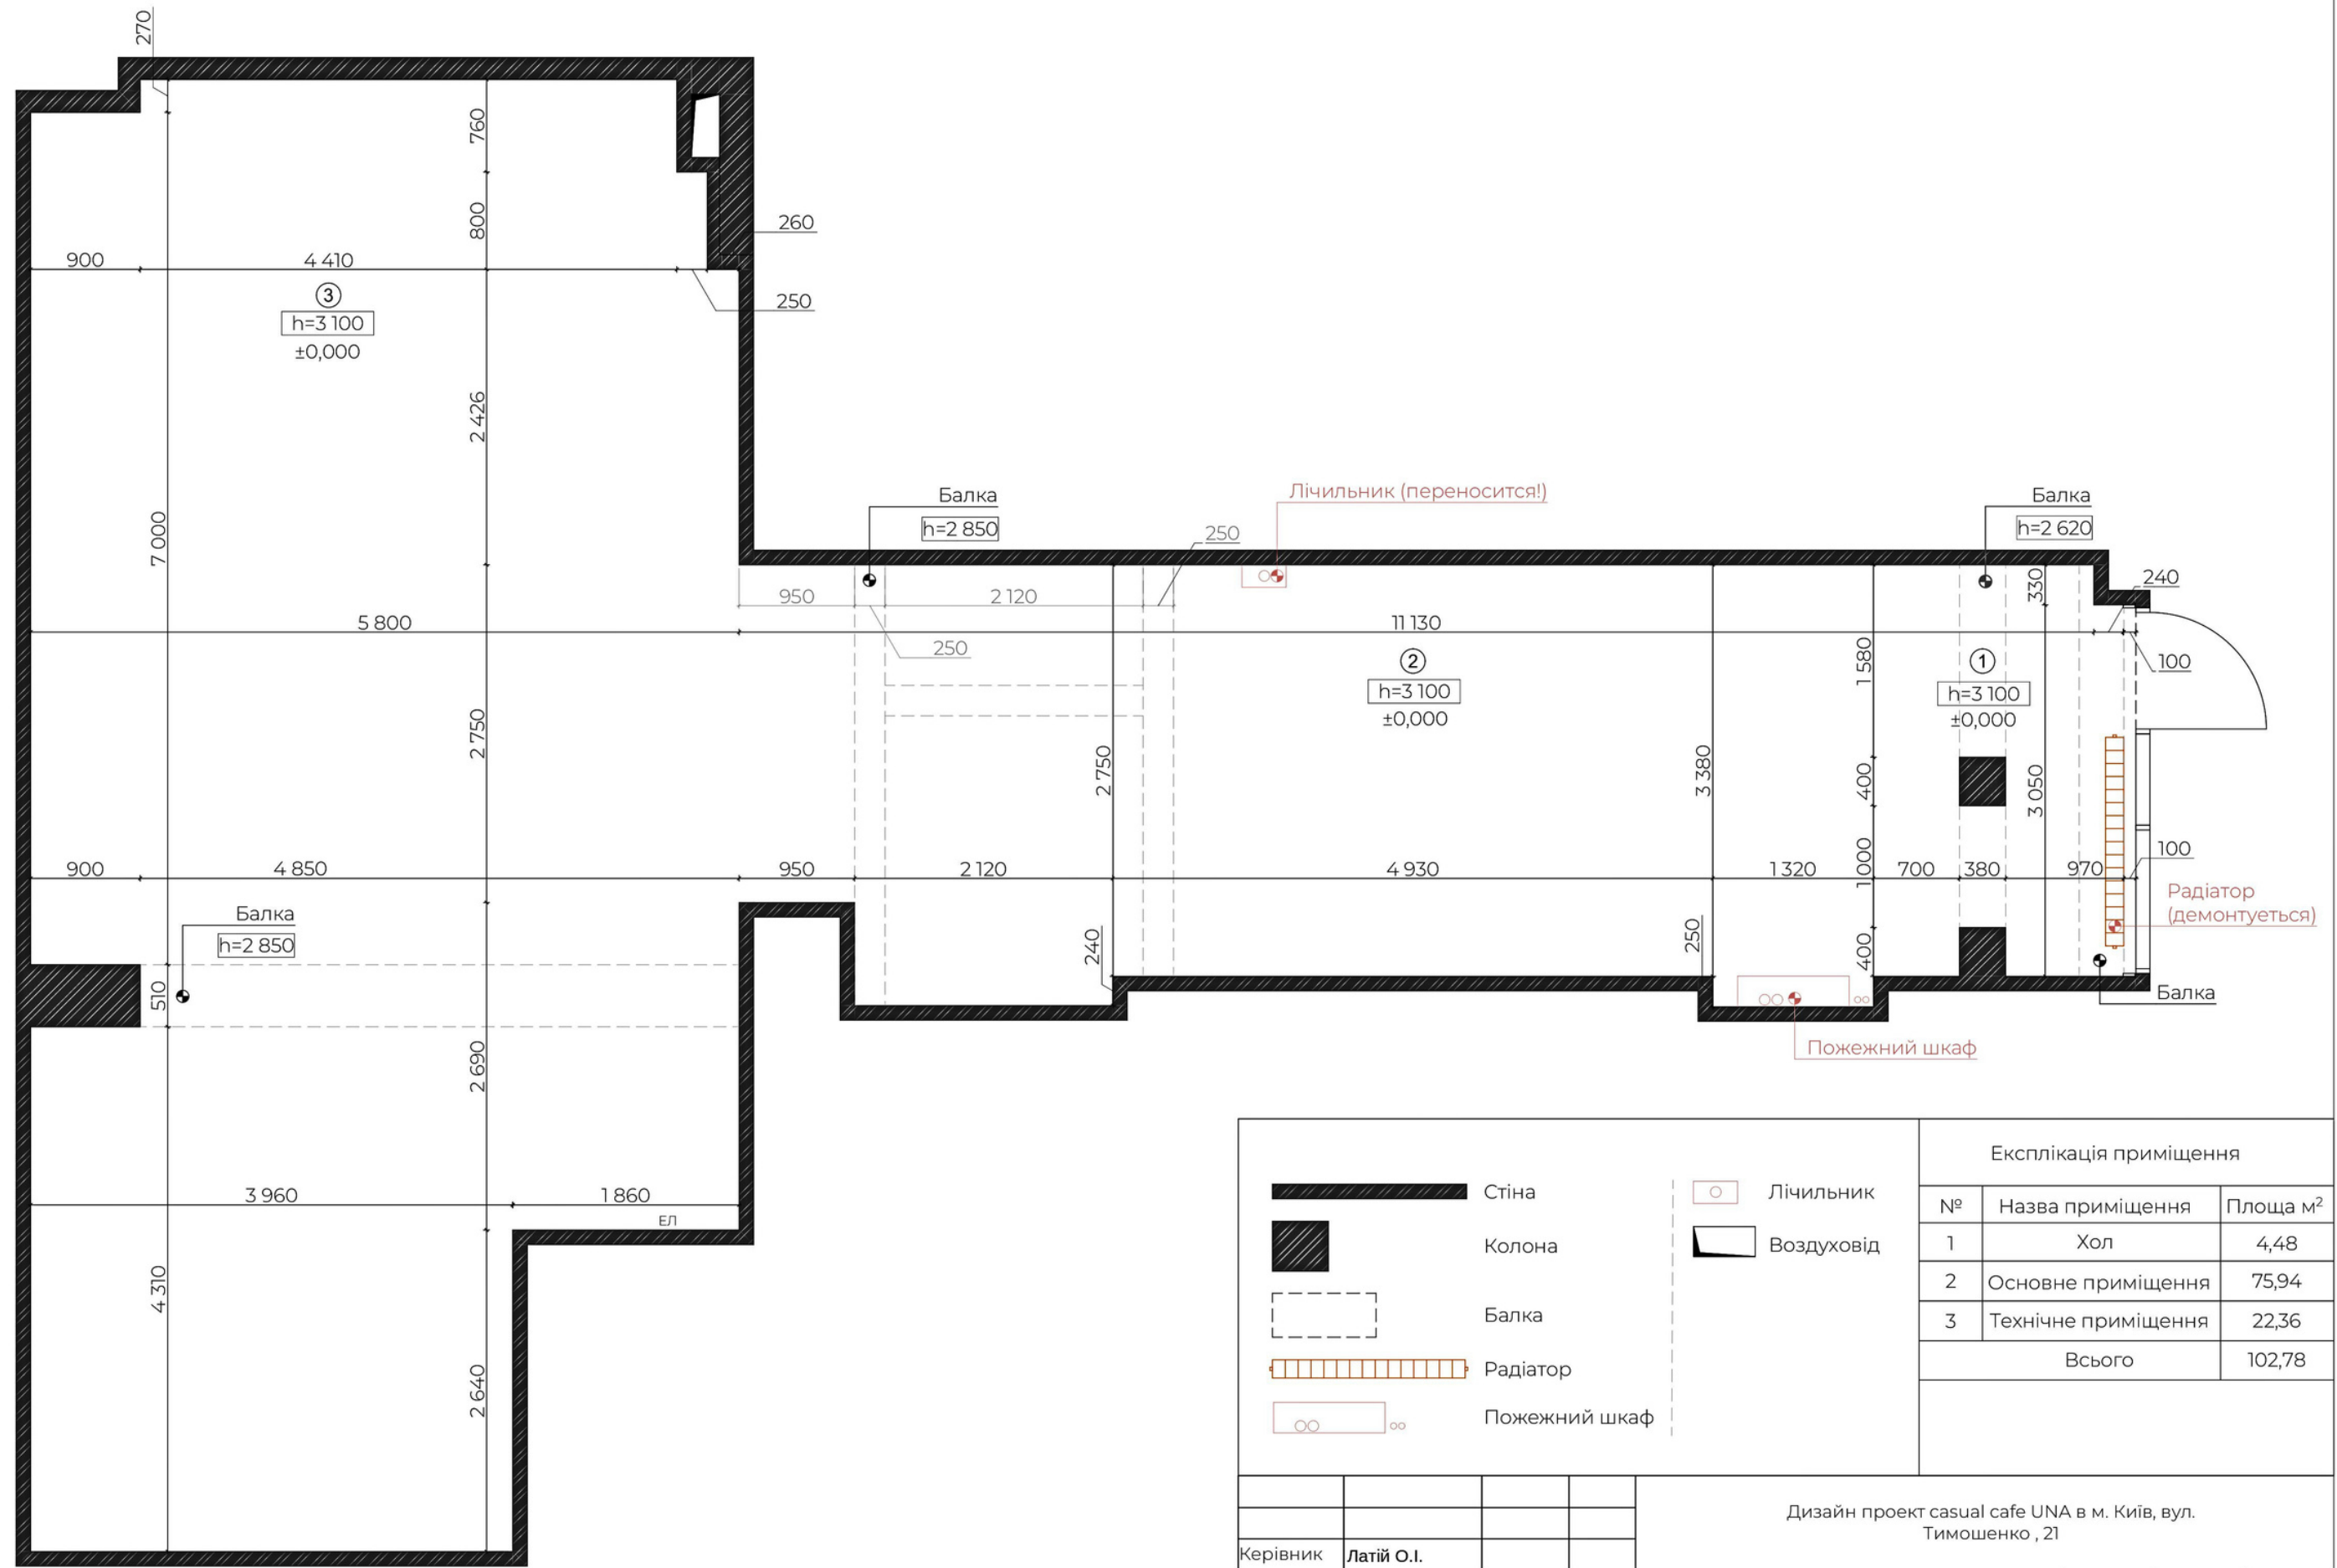 270
760
800
260
900
4 410
250
3
h=3 100
±0,000
2 426
7 000
Балка
h=2 850
Лічильник (переносится!)
250
Балка
h=2 620
330
240
950
2 120
5 800
11 130
250
100
2
h=3 100
±0,000
1 580
1
h=3 100
±0,000
2 750
2 750
3 380
400
3 050
900
4 850
950
2 120
4 930
1 320
1 000
700
380
970
100
Радіатор
(демонтуеться)
Балка
h=2 850
240
250
400
510
Балка
2 690
Пожежний шкаф
3 960
1 860
ЕЛ
4 310
2 640
Стіна
Колона
Балка
Радіатор
Пожежний шкаф
Лічильник
Воздуховід
Експлікація приміщення
№ Назва приміщення Площа м²
1 Хол 4,48
2 Основне приміщення 75,94
3 Технічне приміщення 22,36
Всього 102,78
Дизайн проект casual cafe UNA в м. Київ, вул.
Тимошенко , 21
Керівник Латій О.І.